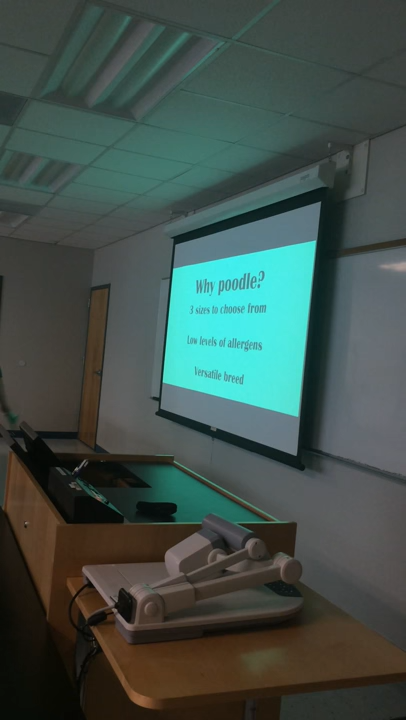 Why poodle?
3 sizes to choose from
Low levels of allergens
Versatile breed